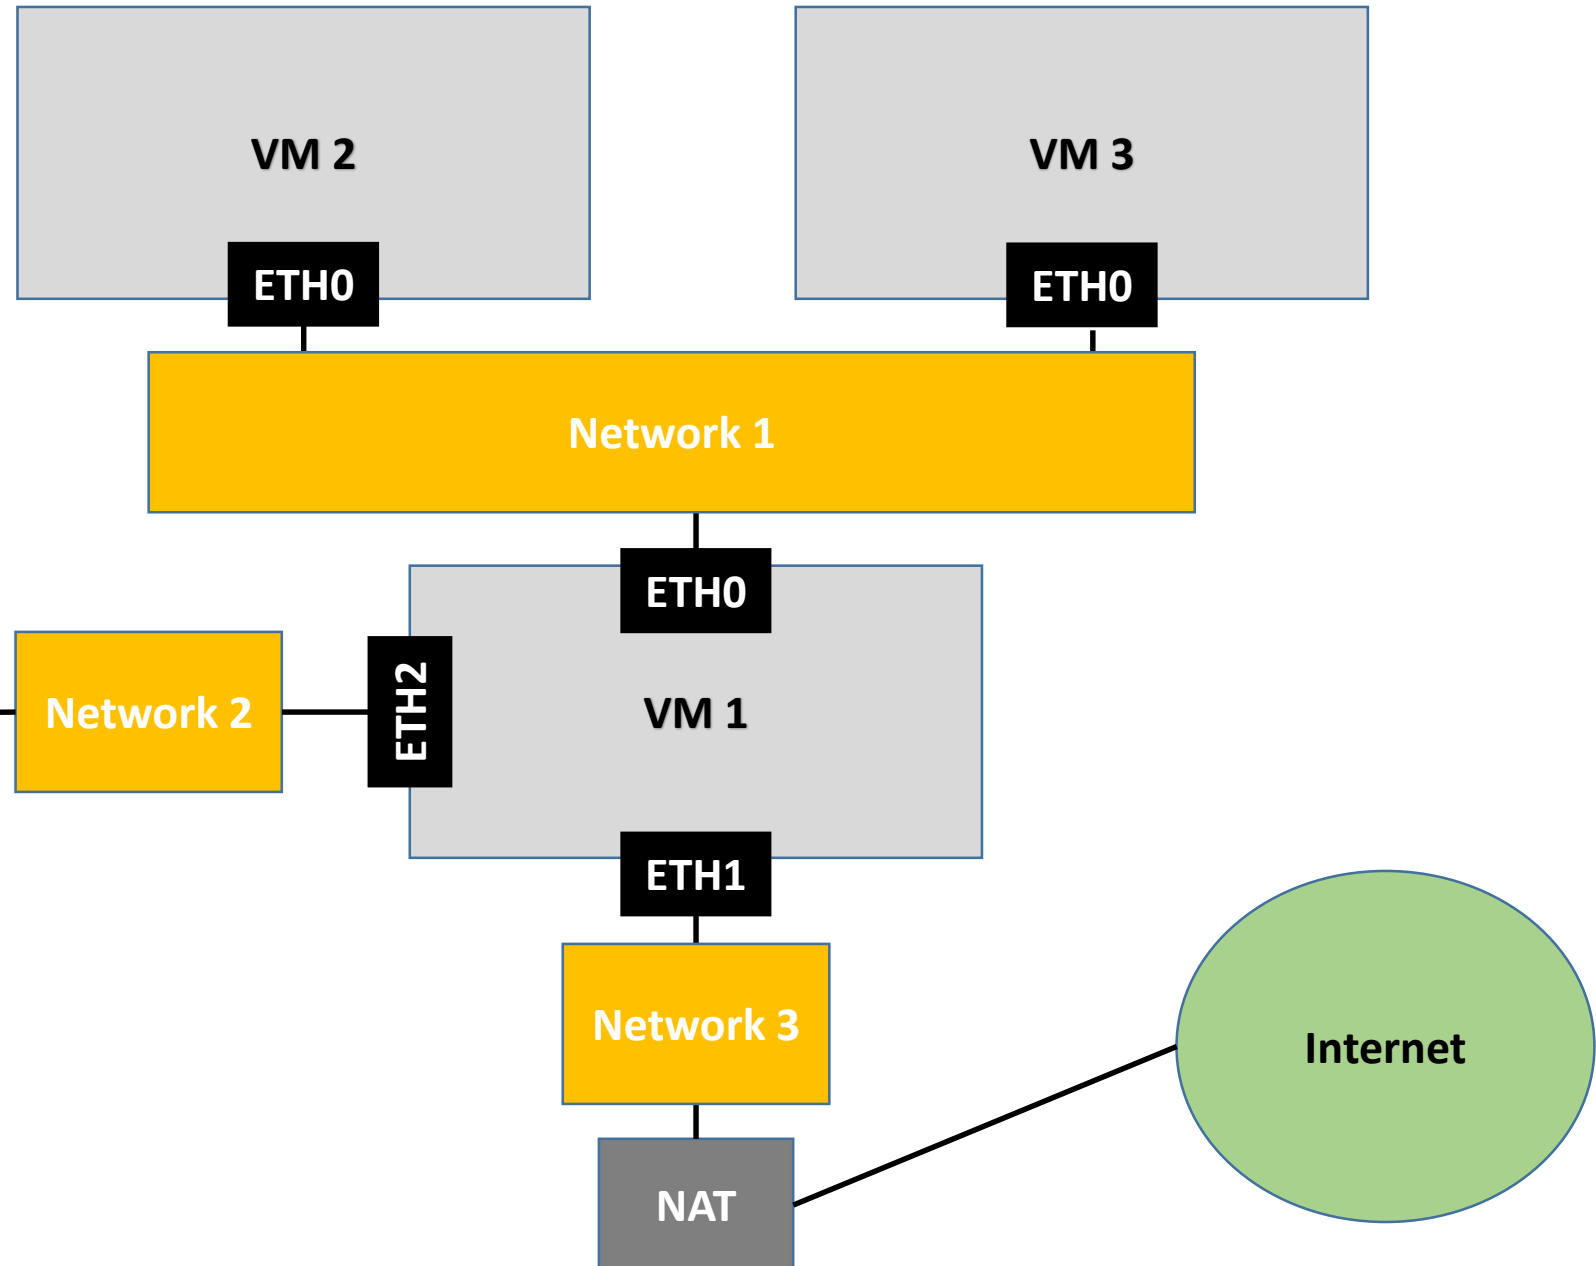 VM 2
VM 3
ETH0
ETH0
Network 1
ETH0
Network 2
ETH2
VM 1
ETH1
Network 3
Internet
NAT